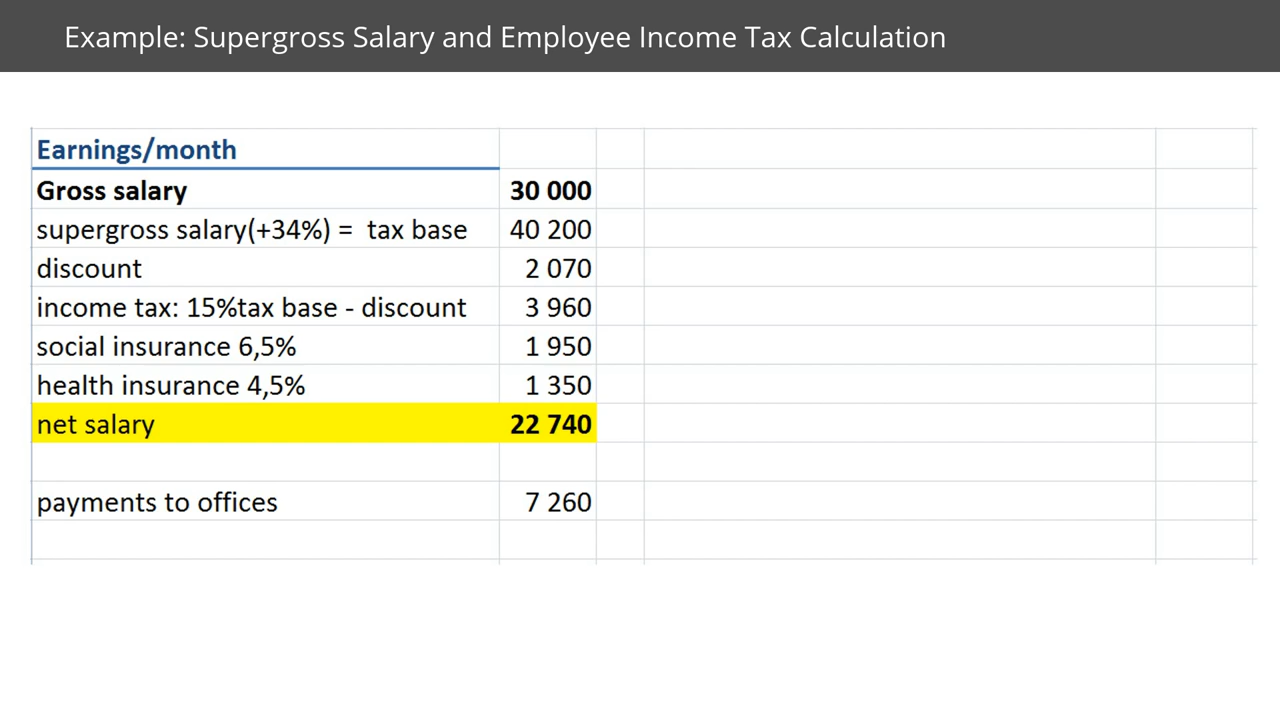 Example: Supergross Salary and Employee Income Tax Calculation
Earnings/month
Gross salary 30 000
supergross salary(+34%) = tax base 40 200
discount 2 070
income tax: 15%tax base - discount 3 960
social insurance 6,5% 1 950
health insurance 4,5% 1 350
net salary 22 740
payments to offices 7 260